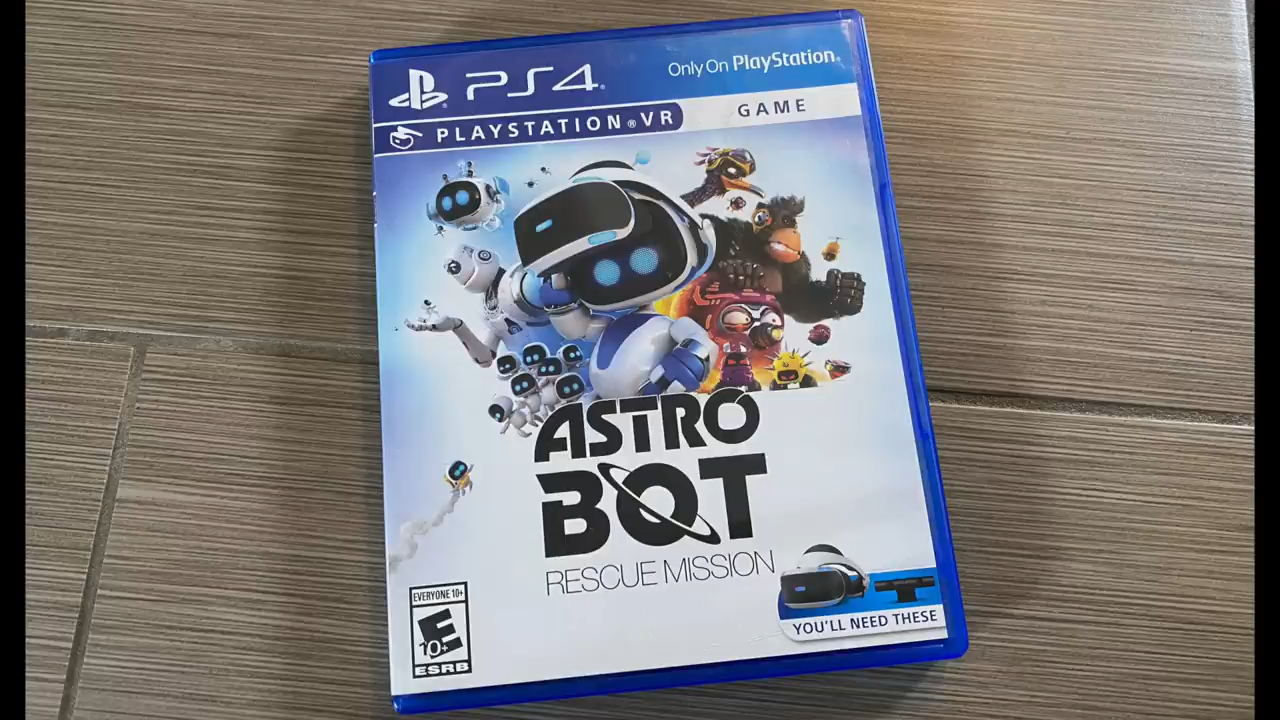 PS4
Only On PlayStation
PLAYSTATION®VR
GAME
ASTRO
BOT
RESCUE MISSION
EVERYONE 10+
E
10+
ESRB
YOU'LL NEED THESE